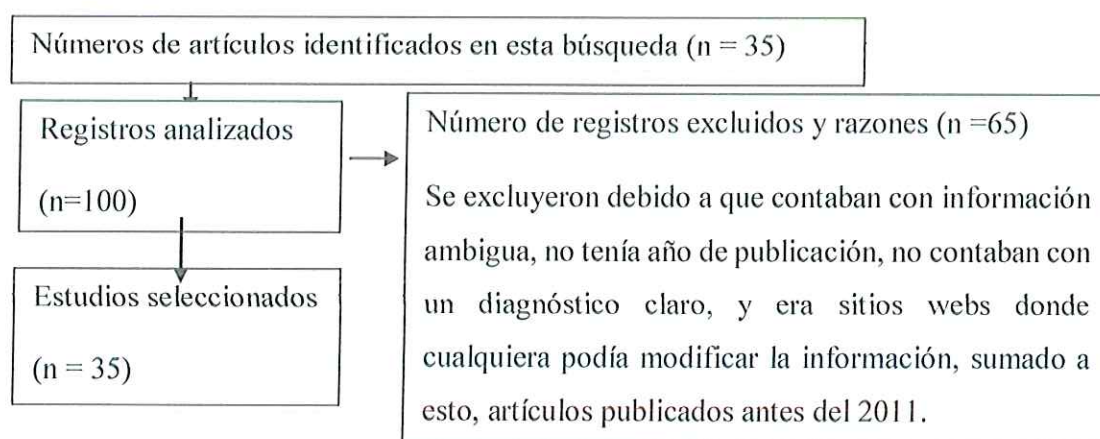 Números de artículos identificados en esta búsqueda (n = 35)
Registros analizados
(n=100)
Número de registros excluidos y razones (n =65)
Se excluyeron debido a que contaban con información
ambigua, no tenía año de publicación, no contaban con
un diagnóstico claro, y era sitios webs donde
cualquiera podía modificar la información, sumado a
esto, artículos publicados antes del 2011.
Estudios seleccionados
(n = 35)